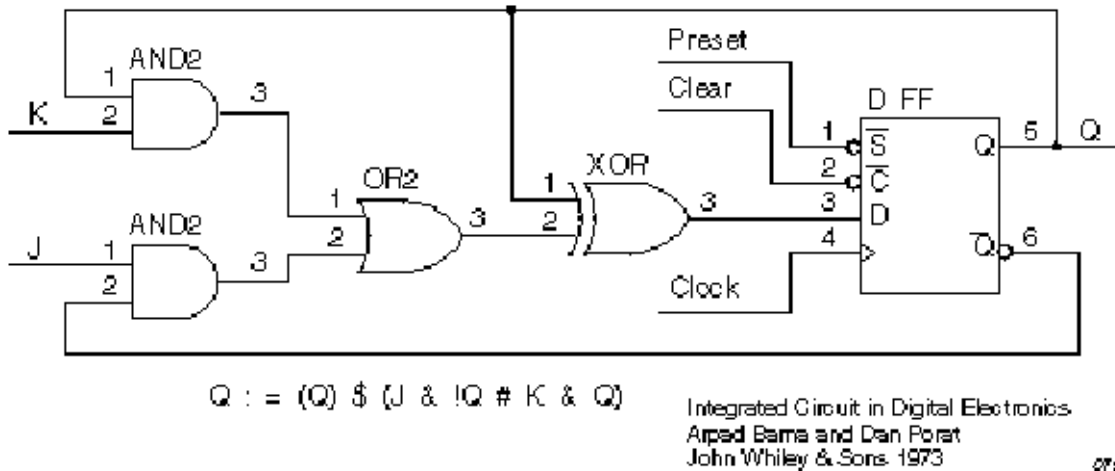 AND2
1
2
3
K
AND2
J
1
2
3
OR2
1
2
3
XOR
1
2
3
Preset
Clear
Clock
D FF
1
2
3
4
S
C
D
Q
Q
5
6
Q
Q : = (Q) $ (J & !Q # K & Q)
Integrated Circuit in Digital Electronics
Arpad Barna and Dan Porat
John Whiley & Sons 1973